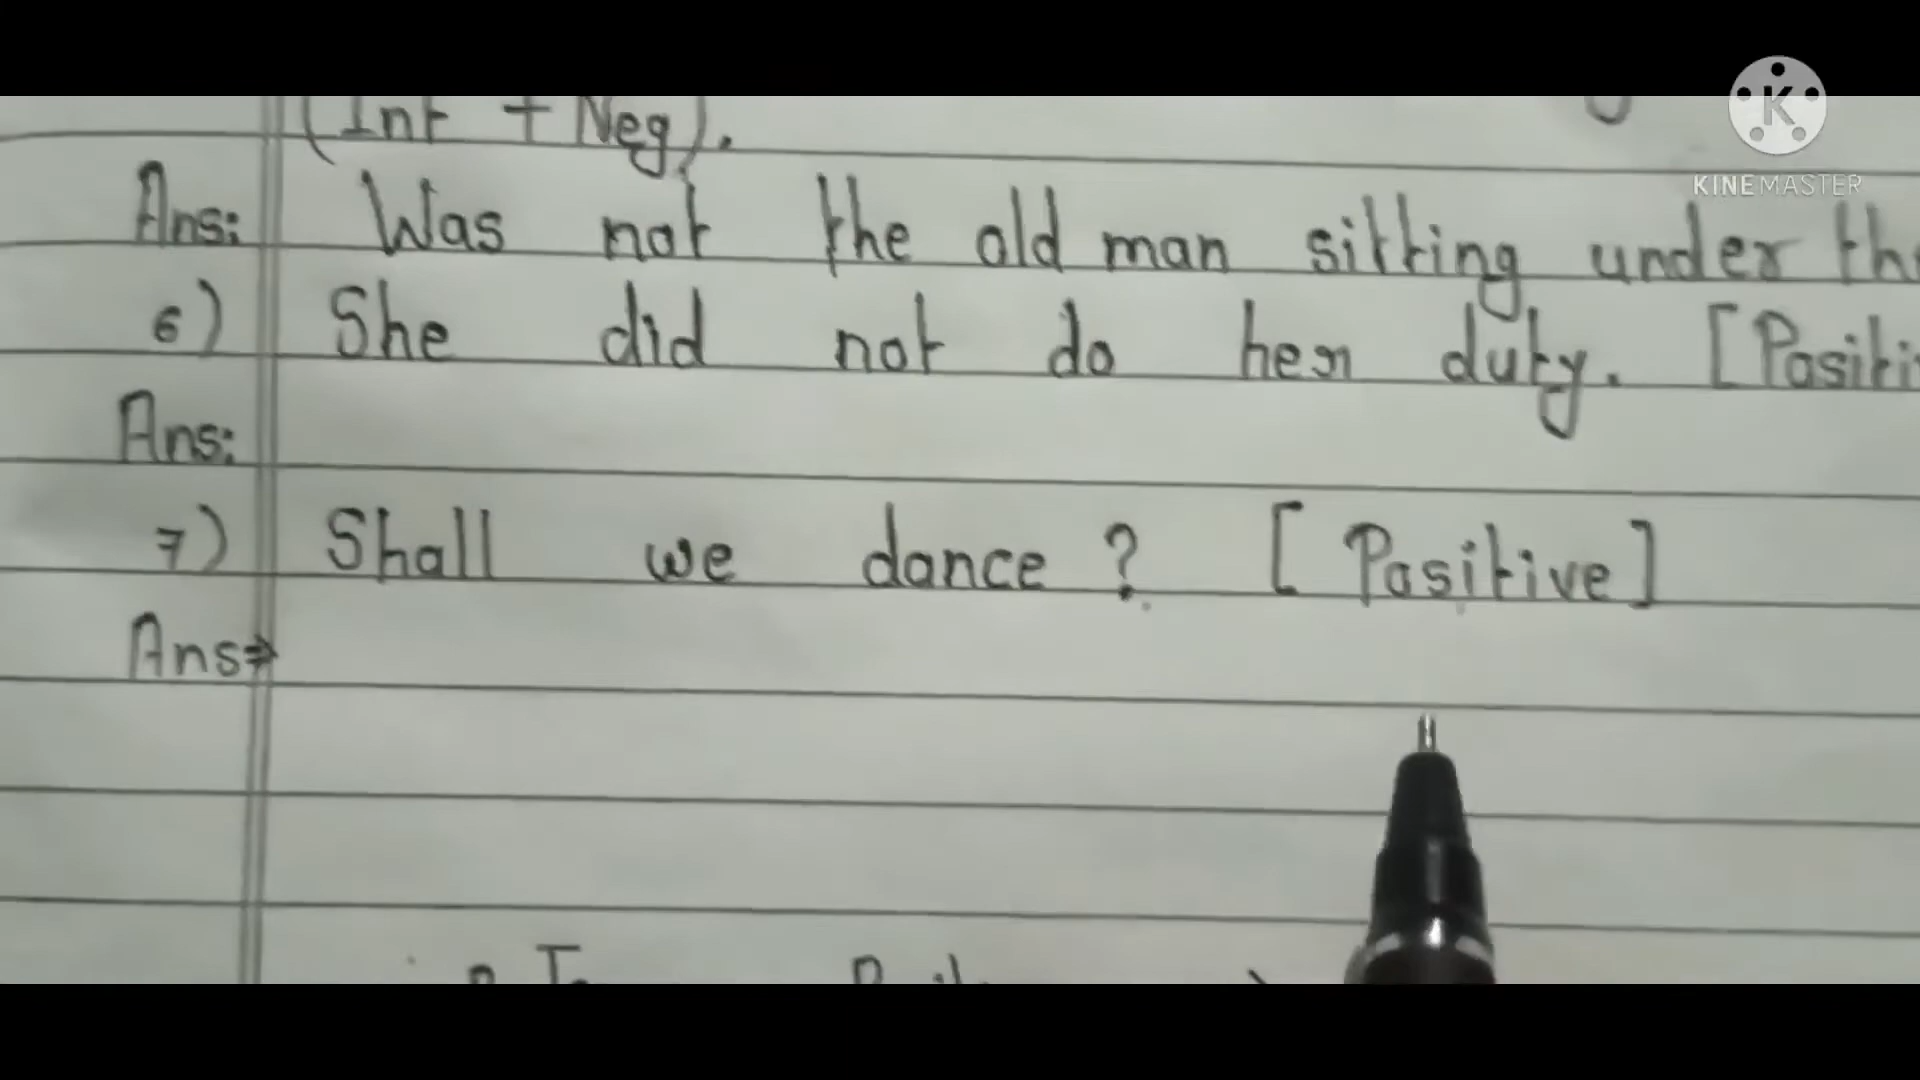 (Int + Neg).
Ans: Was not the old man sitting under
6) She did not do her duty. [Positi
Ans:
7) Shall we dance? [Positive]
Ans⇒
K
KINEMASTER